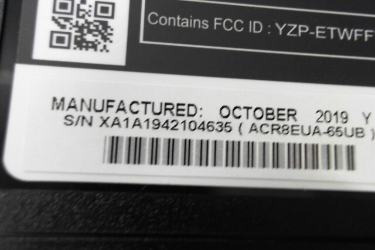 Contains FCC ID : YZP-ETWFF
MANUFACTURED: OCTOBER 2019 Y
S/N XA1A1942104635 ( ACR8EUA-65UB )